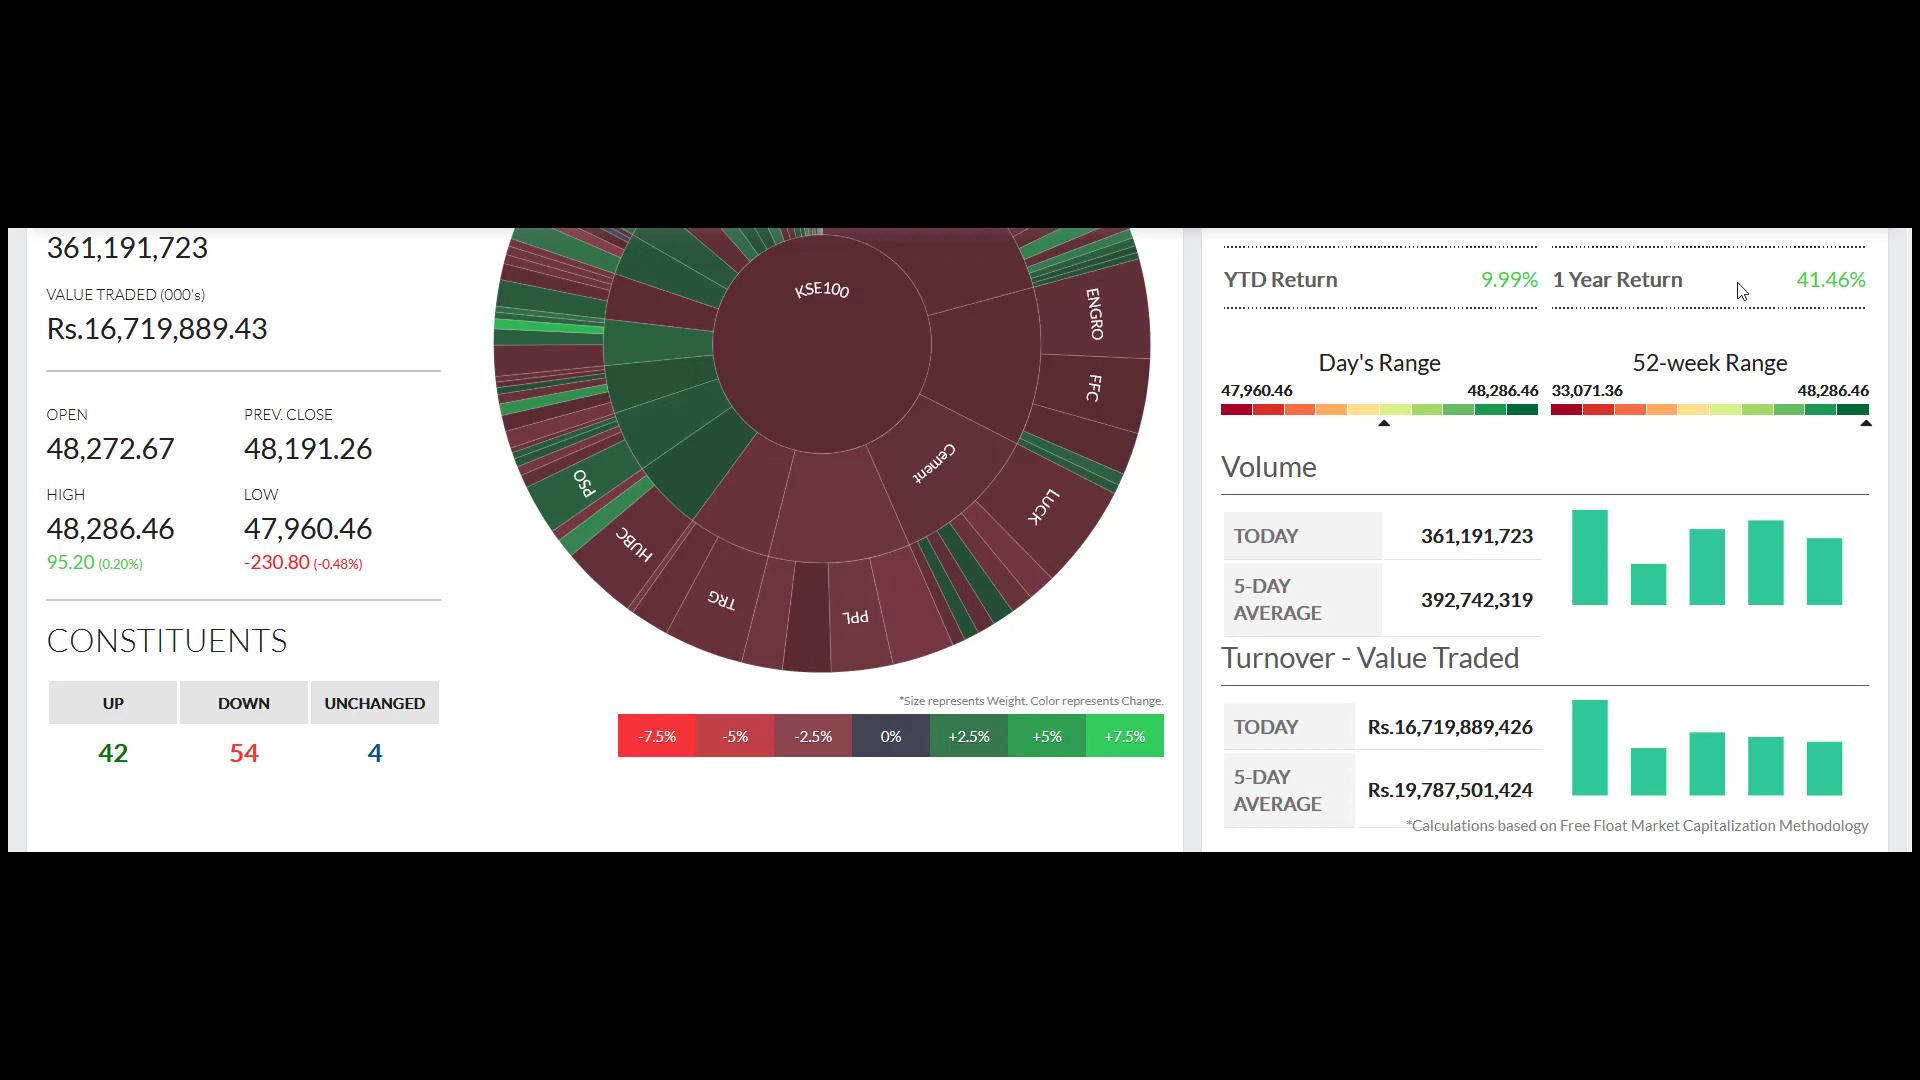 361,191,723
VALUE TRADED (000's)
Rs.16,719,889.43
OPEN PREV. CLOSE
48,272.67 48,191.26
HIGH LOW
48,286.46 47,960.46
95.20 (0.20%) -230.80 (-0.48%)
CONSTITUENTS
UP DOWN UNCHANGED
42 54 4
KSE100
ENGRO
FFC
Cement
LUCK
PSO
HUBC
TRG
PPL
*Size represents Weight. Color represents Change.
-7.5% -5% -2.5% 0% +2.5% +5% +7.5%
YTD Return 9.99% 1 Year Return 41.46%
Day's Range 52-week Range
47,960.46 48,286.46 33,071.36 48,286.46
Volume
TODAY 361,191,723
5-DAY
AVERAGE 392,742,319
Turnover - Value Traded
TODAY Rs.16,719,889,426
5-DAY
AVERAGE Rs.19,787,501,424
*Calculations based on Free Float Market Capitalization Methodology